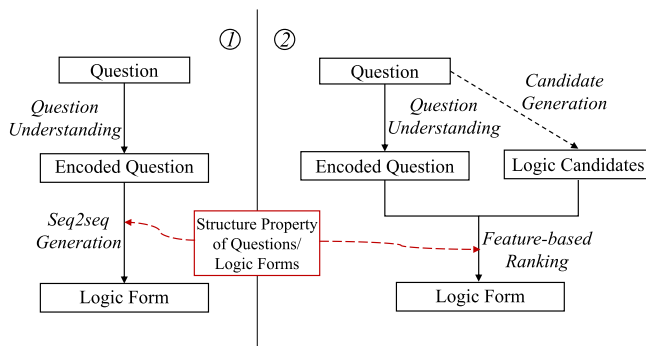 ①
Question
Question
Understanding
Encoded Question
Seq2seq
Generation
Logic Form
Structure Property
of Questions/
Logic Forms
②
Question
Candidate
Generation
Question
Understanding
Encoded Question
Logic Candidates
Feature-based
Ranking
Logic Form